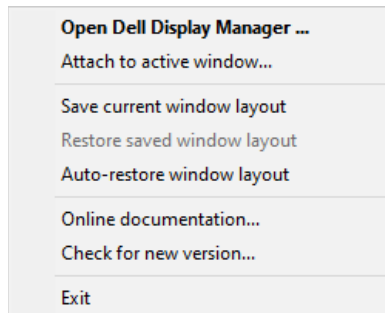 Open Dell Display Manager ...
Attach to active window...
Save current window layout
Restore saved window layout
Auto-restore window layout
Online documentation...
Check for new version...
Exit